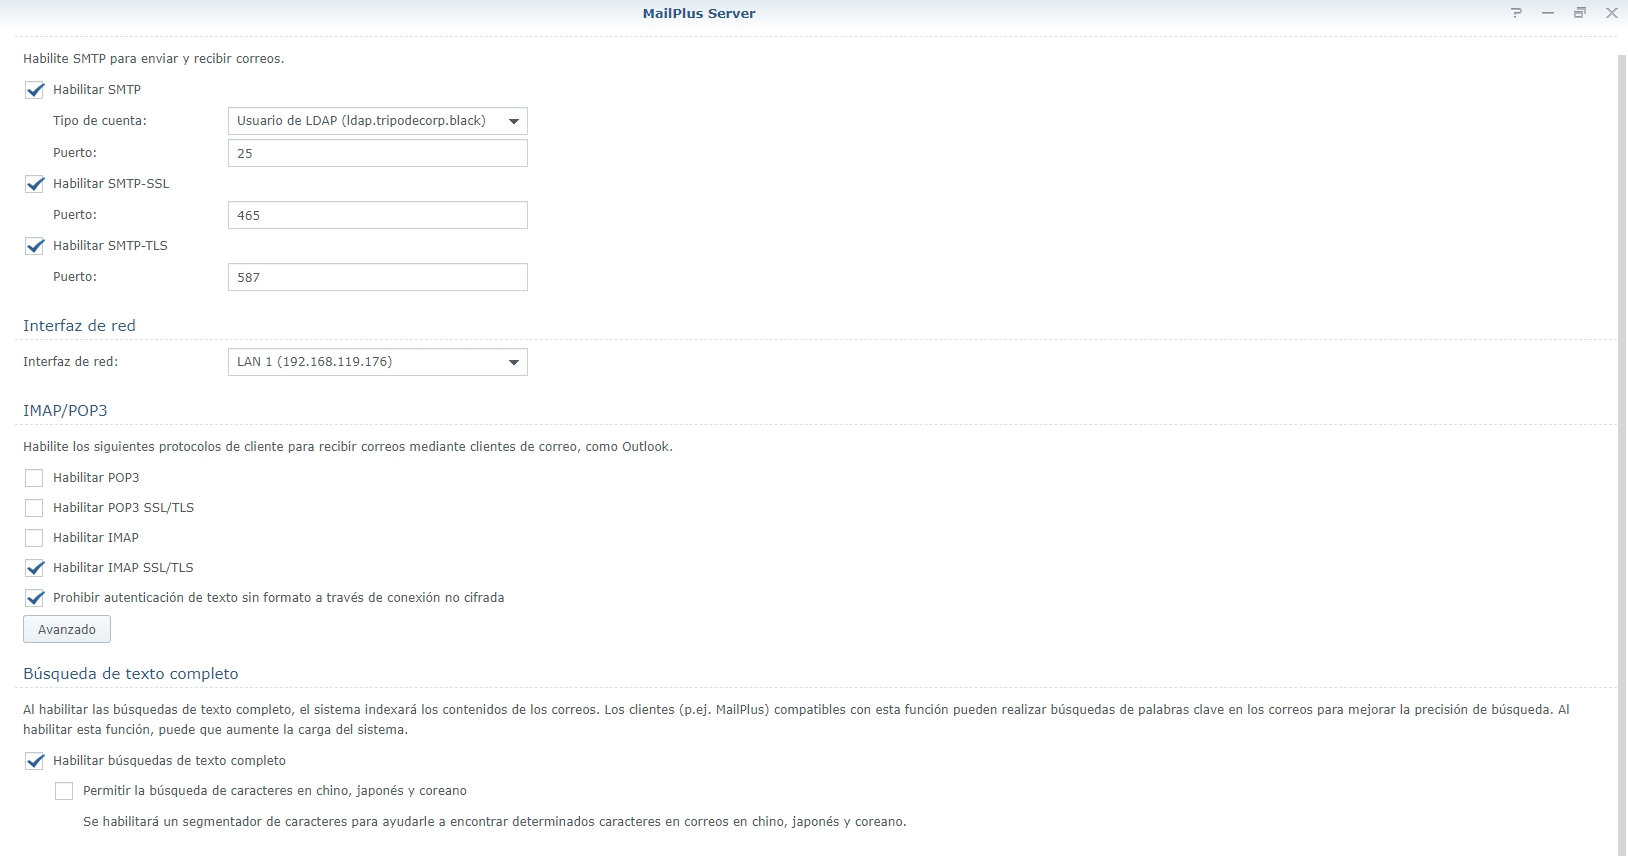 MailPlus Server
Habilite SMTP para enviar y recibir correos.
Habilitar SMTP
Tipo de cuenta: Usuario de LDAP (ldap.tripodecorp.black)
Puerto: 25
Habilitar SMTP-SSL
Puerto: 465
Habilitar SMTP-TLS
Puerto: 587
Interfaz de red
Interfaz de red: LAN 1 (192.168.119.176)
IMAP/POP3
Habilite los siguientes protocolos de cliente para recibir correos mediante clientes de correo, como Outlook.
Habilitar POP3
Habilitar POP3 SSL/TLS
Habilitar IMAP
Habilitar IMAP SSL/TLS
Prohibir autenticación de texto sin formato a través de conexión no cifrada
Avanzado
Búsqueda de texto completo
Al habilitar las búsquedas de texto completo, el sistema indexará los contenidos de los correos. Los clientes (p.ej. MailPlus) compatibles con esta función pueden realizar búsquedas de palabras clave en los correos para mejorar la precisión de búsqueda. Al
habilitar esta función, puede que aumente la carga del sistema.
Habilitar búsquedas de texto completo
Permitir la búsqueda de caracteres en chino, japonés y coreano
Se habilitará un segmentador de caracteres para ayudarle a encontrar determinados caracteres en correos en chino, japonés y coreano.